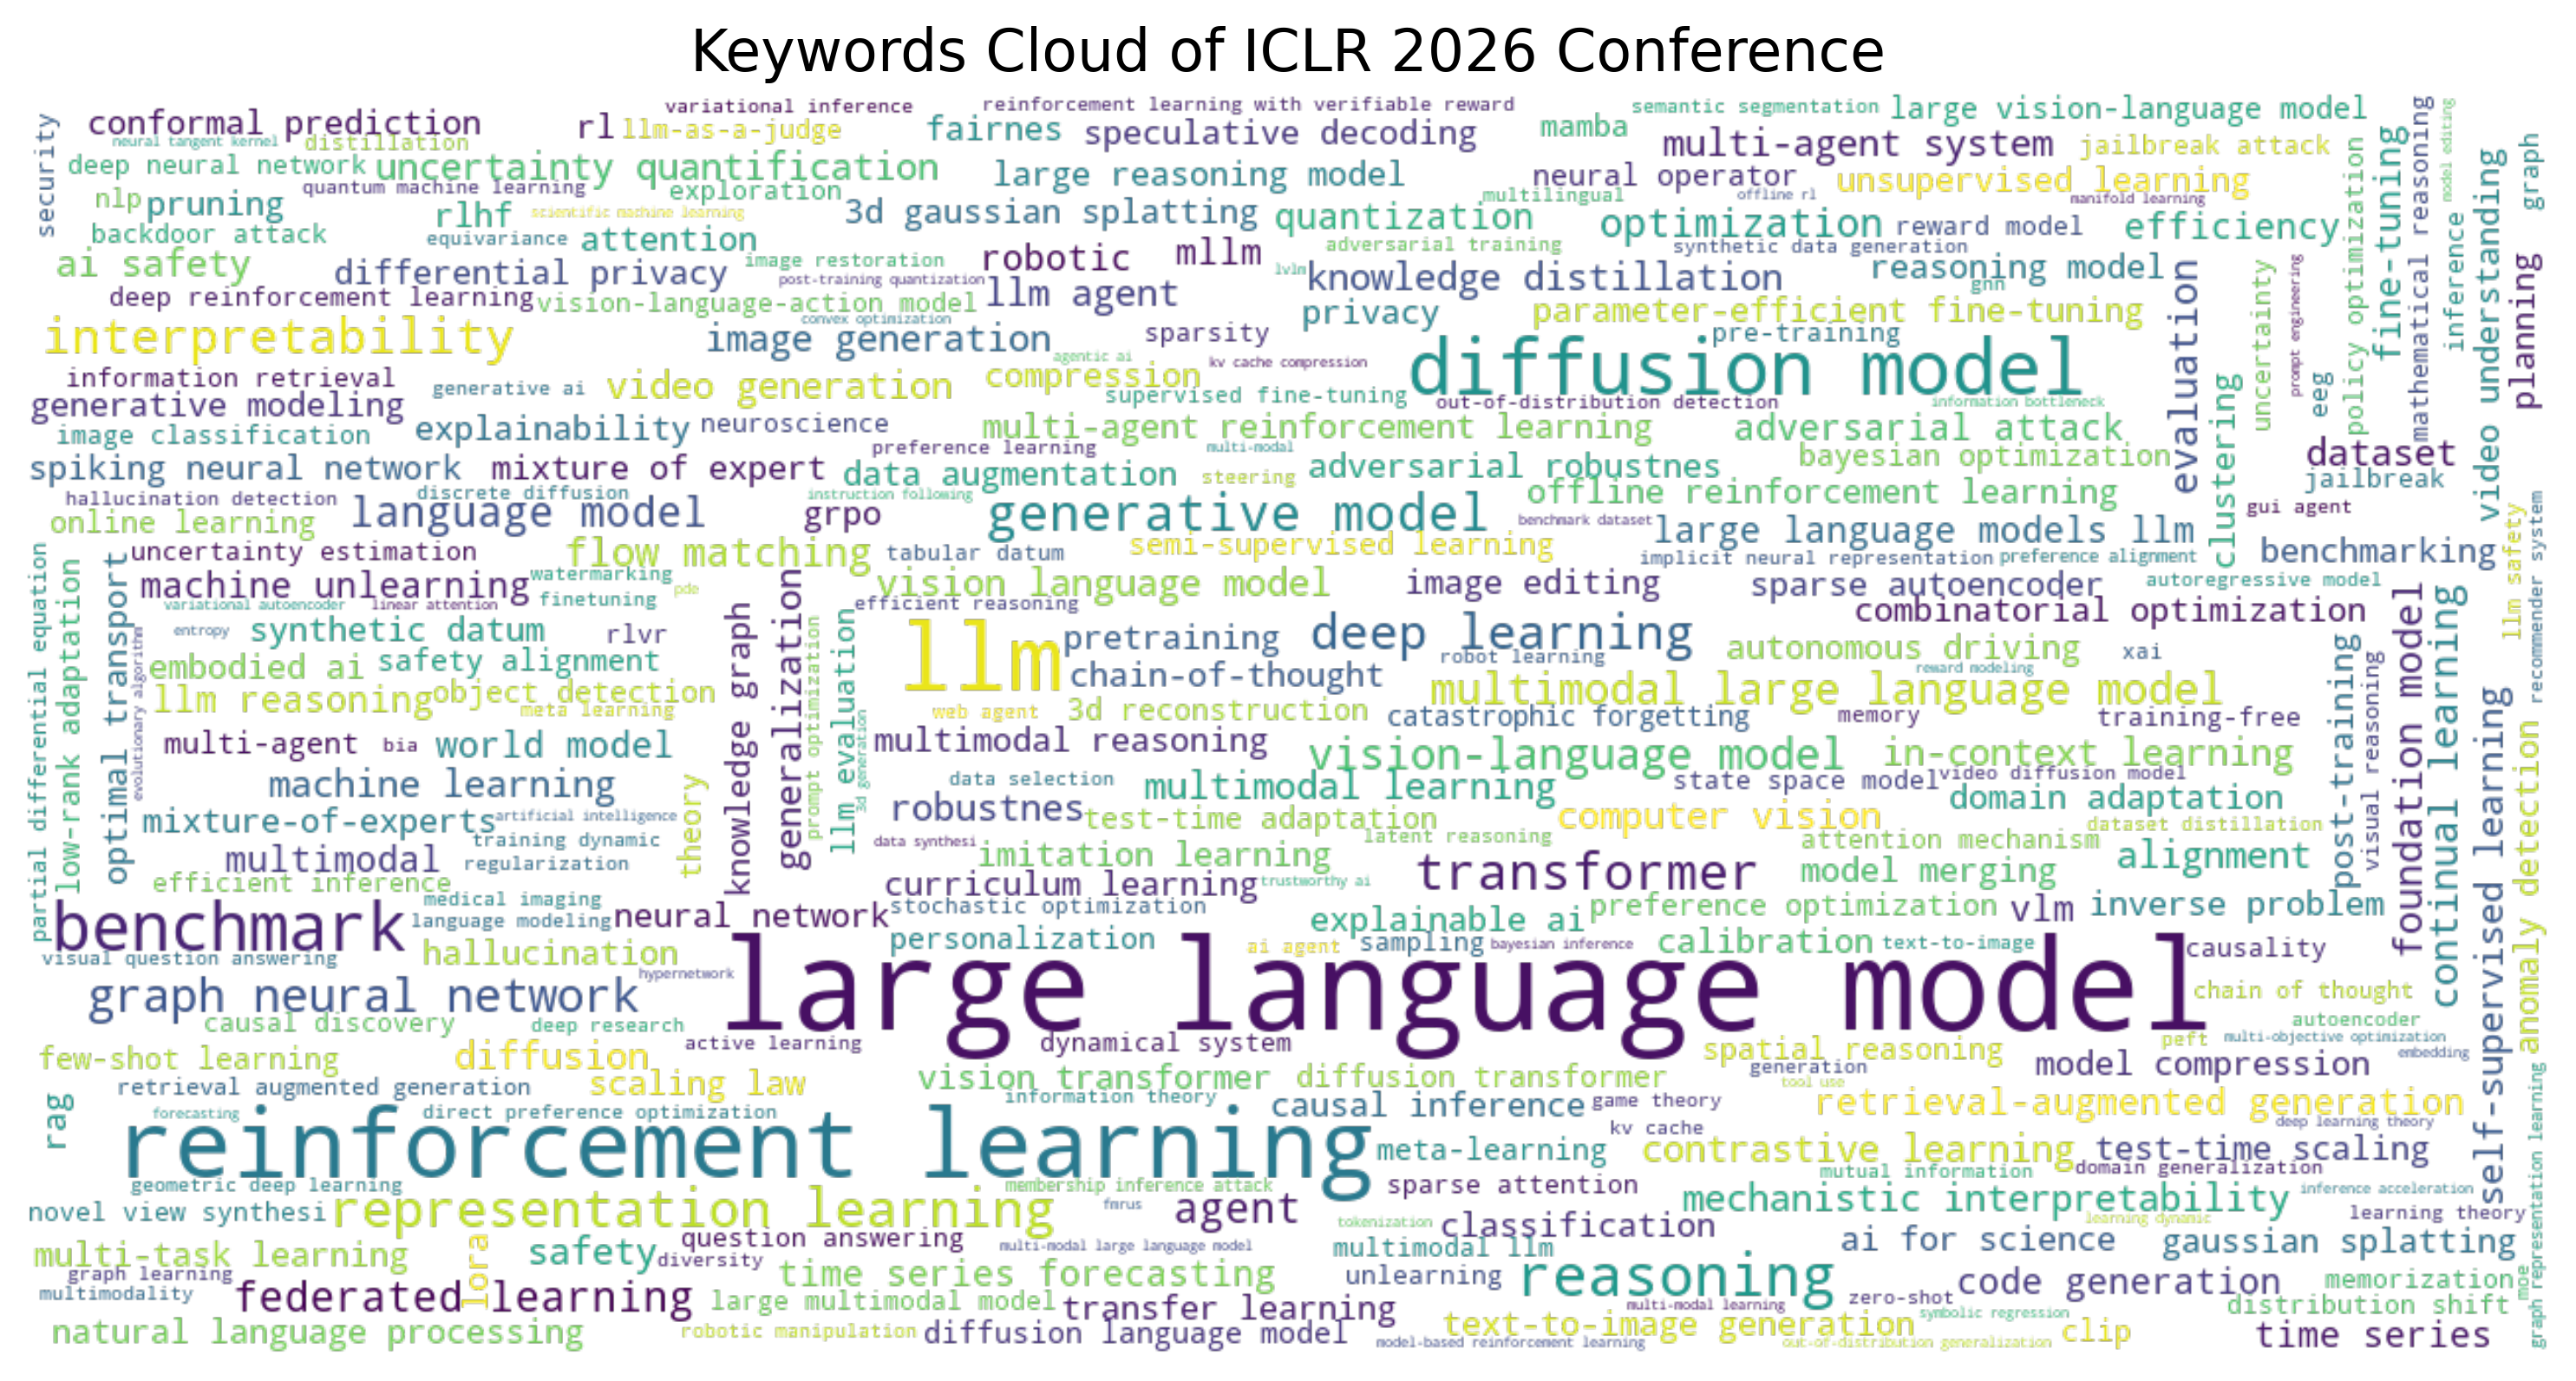 Keywords Cloud of ICLR 2026 Conference
variational inference
reinforcement learning with verifiable reward
semantic segmentation
large vision-language model
conformal prediction
rl
llm-as-a-judge
fairnes
speculative decoding
mamba
multi-agent system
jailbreak attack
neural tangent kernel
distillation
security
deep neural network
uncertainty quantification
large reasoning model
neural operator
unsupervised learning
quantum machine learning
exploration
multilingual
offline rl
manifold learning
nlp
pruning
rlhf
scientific machine learning
3d gaussian splatting
quantization
optimization
reward model
efficiency
backdoor attack
equivariance
attention
adversarial training
synthetic data generation
ai safety
differential privacy
image restoration
robotic
mllm
lvlm
knowledge distillation
reasoning model
gnn
post-training quantization
deep reinforcement learning
vision-language-action model
llm agent
privacy
parameter-efficient fine-tuning
interpretability
convex optimization
image generation
sparsity
pre-training
diffusion model
agentic ai
kv cache compression
information retrieval
generative ai
video generation
compression
supervised fine-tuning
out-of-distribution detection
information bottleneck
generative modeling
image classification
explainability
neuroscience
multi-agent reinforcement learning
adversarial attack
preference learning
multi-modal
bayesian optimization
spiking neural network
mixture of expert
data augmentation
steering
adversarial robustnes
dataset
jailbreak
hallucination detection
discrete diffusion
instruction following
offline reinforcement learning
online learning
language model
grpo
generative model
benchmark dataset
large language models llm
gui agent
uncertainty estimation
flow matching
tabular datum
semi-supervised learning
implicit neural representation
preference alignment
benchmarking
machine unlearning
watermarking
finetuning
pde
vision language model
image editing
sparse autoencoder
autoregressive model
variational autoencoder
linear attention
efficient reasoning
combinatorial optimization
entropy
synthetic datum
rlvr
llm
pretraining
deep learning
robot learning
autonomous driving
xai
embodied ai
safety alignment
chain-of-thought
reward modeling
llm reasoning
object detection
meta learning
multimodal large language model
web agent
3d reconstruction
catastrophic forgetting
memory
training-free
multi-agent
bia
world model
multimodal reasoning
vision-language model
in-context learning
machine learning
data selection
multimodal learning
state space model
video diffusion model
domain adaptation
mixture-of-experts
artificial intelligence
robustnes
test-time adaptation
computer vision
dataset distillation
training dynamic
data synthesi
latent reasoning
attention mechanism
multimodal
regularization
imitation learning
transformer
model merging
alignment
efficient inference
curriculum learning
trustworthy ai
medical imaging
language modeling
neural network
stochastic optimization
explainable ai
preference optimization
vlm
inverse problem
benchmark
hallucination
personalization
ai agent
sampling
bayesian inference
calibration
text-to-image
causality
visual question answering
hypernetwork
large language model
graph neural network
chain of thought
causal discovery
deep research
autoencoder
active learning
dynamical system
peft
multi-objective optimization
few-shot learning
diffusion
spatial reasoning
generation
model compression
embedding
retrieval augmented generation
scaling law
vision transformer
diffusion transformer
tool use
information theory
causal inference
game theory
retrieval-augmented generation
rag
forecasting
direct preference optimization
reinforcement learning
kv cache
deep learning theory
meta-learning
contrastive learning
test-time scaling
mutual information
domain generalization
geometric deep learning
membership inference attack
sparse attention
mechanistic interpretability
inference acceleration
novel view synthesi
representation learning
fmrus
agent
tokenization
classification
learning dynamic
learning theory
multi-task learning
lora
safety
question answering
diversity
multi-modal large language model
multimodal llm
ai for science
gaussian splatting
graph learning
time series forecasting
unlearning
reasoning
code generation
memorization
moe
multimodality
federated learning
large multimodal model
transfer learning
multi-modal learning
zero-shot
symbolic regression
distribution shift
natural language processing
robotic manipulation
diffusion language model
text-to-image generation
model-based reinforcement learning
out-of-distribution generalization
clip
time series
partial differential equation
low-rank adaptation
optimal transport
evolutionary algorithm
theory
knowledge graph
generalization
prompt optimization
llm evaluation
3d generation
evaluation
clustering
uncertainty
prompt engineering
eeg
policy optimization
fine-tuning
mathematical reasoning
model editing
inference
video understanding
planning
graph
llm safety
recommender system
post-training
visual reasoning
foundation model
continual learning
self-supervised learning
anomaly detection
graph representation learning